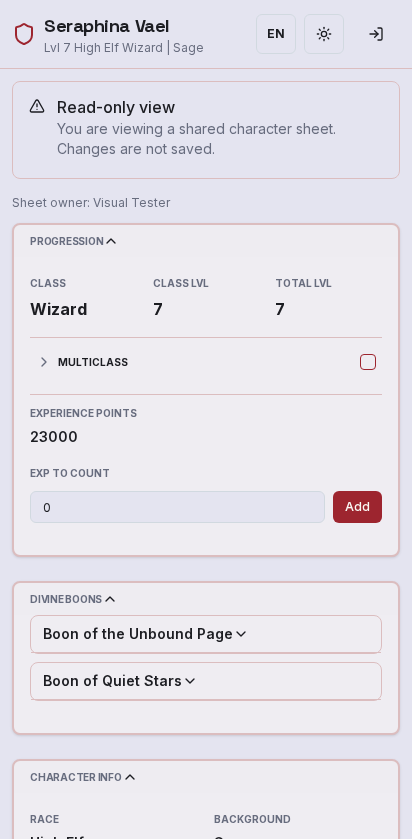 Seraphina Vael
Lvl 7 High Elf Wizard | Sage
EN
Read-only view
You are viewing a shared character sheet.
Changes are not saved.
Sheet owner: Visual Tester
PROGRESSION
CLASS CLASS LVL TOTAL LVL
Wizard 7 7
MULTICLASS
EXPERIENCE POINTS
23000
EXP TO COUNT
0 Add
DIVINE BOONS
Boon of the Unbound Page
Boon of Quiet Stars
CHARACTER INFO
RACE BACKGROUND